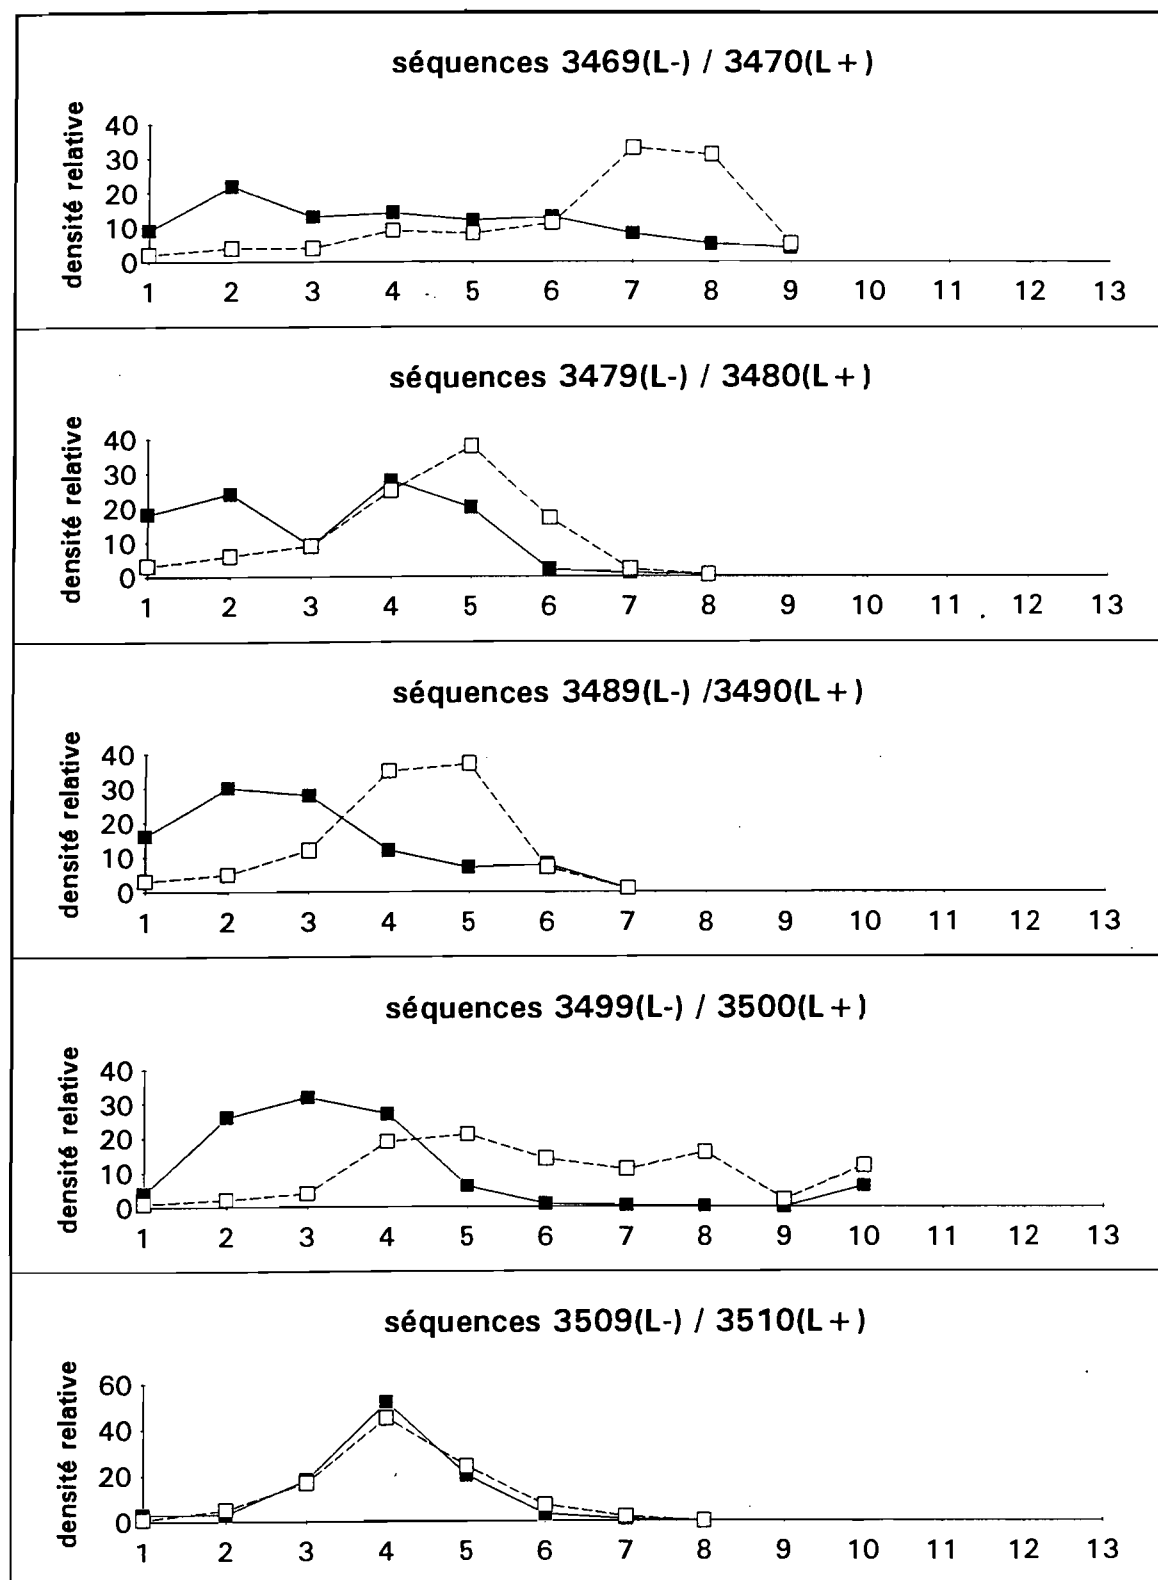 séquences 3469(L-) / 3470(L+)
densité relative
40
30
20
10
0
1 2 3 4 5 6 7 8 9 10 11 12 13
séquences 3479(L-) / 3480(L+)
densité relative
40
30
20
10
0
1 2 3 4 5 6 7 8 9 10 11 12 13
séquences 3489(L-) /3490(L+)
densité relative
40
30
20
10
0
1 2 3 4 5 6 7 8 9 10 11 12 13
séquences 3499(L-) / 3500(L+)
densité relative
40
30
20
10
0
1 2 3 4 5 6 7 8 9 10 11 12 13
séquences 3509(L-) / 3510(L+)
densité relative
60
40
20
0
1 2 3 4 5 6 7 8 9 10 11 12 13